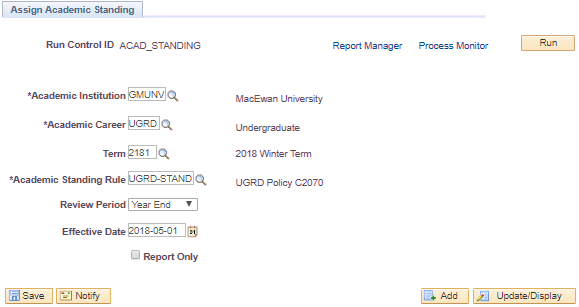 Assign Academic Standing
Run Control ID ACAD_STANDING Report Manager Process Monitor Run
*Academic Institution GMUNV MacEwan University
*Academic Career UGRD Undergraduate
Term 2181 2018 Winter Term
*Academic Standing Rule UGRD-STAND UGRD Policy C2070
Review Period Year End
Effective Date 2018-05-01
Report Only
Save Notify Add Update/Display